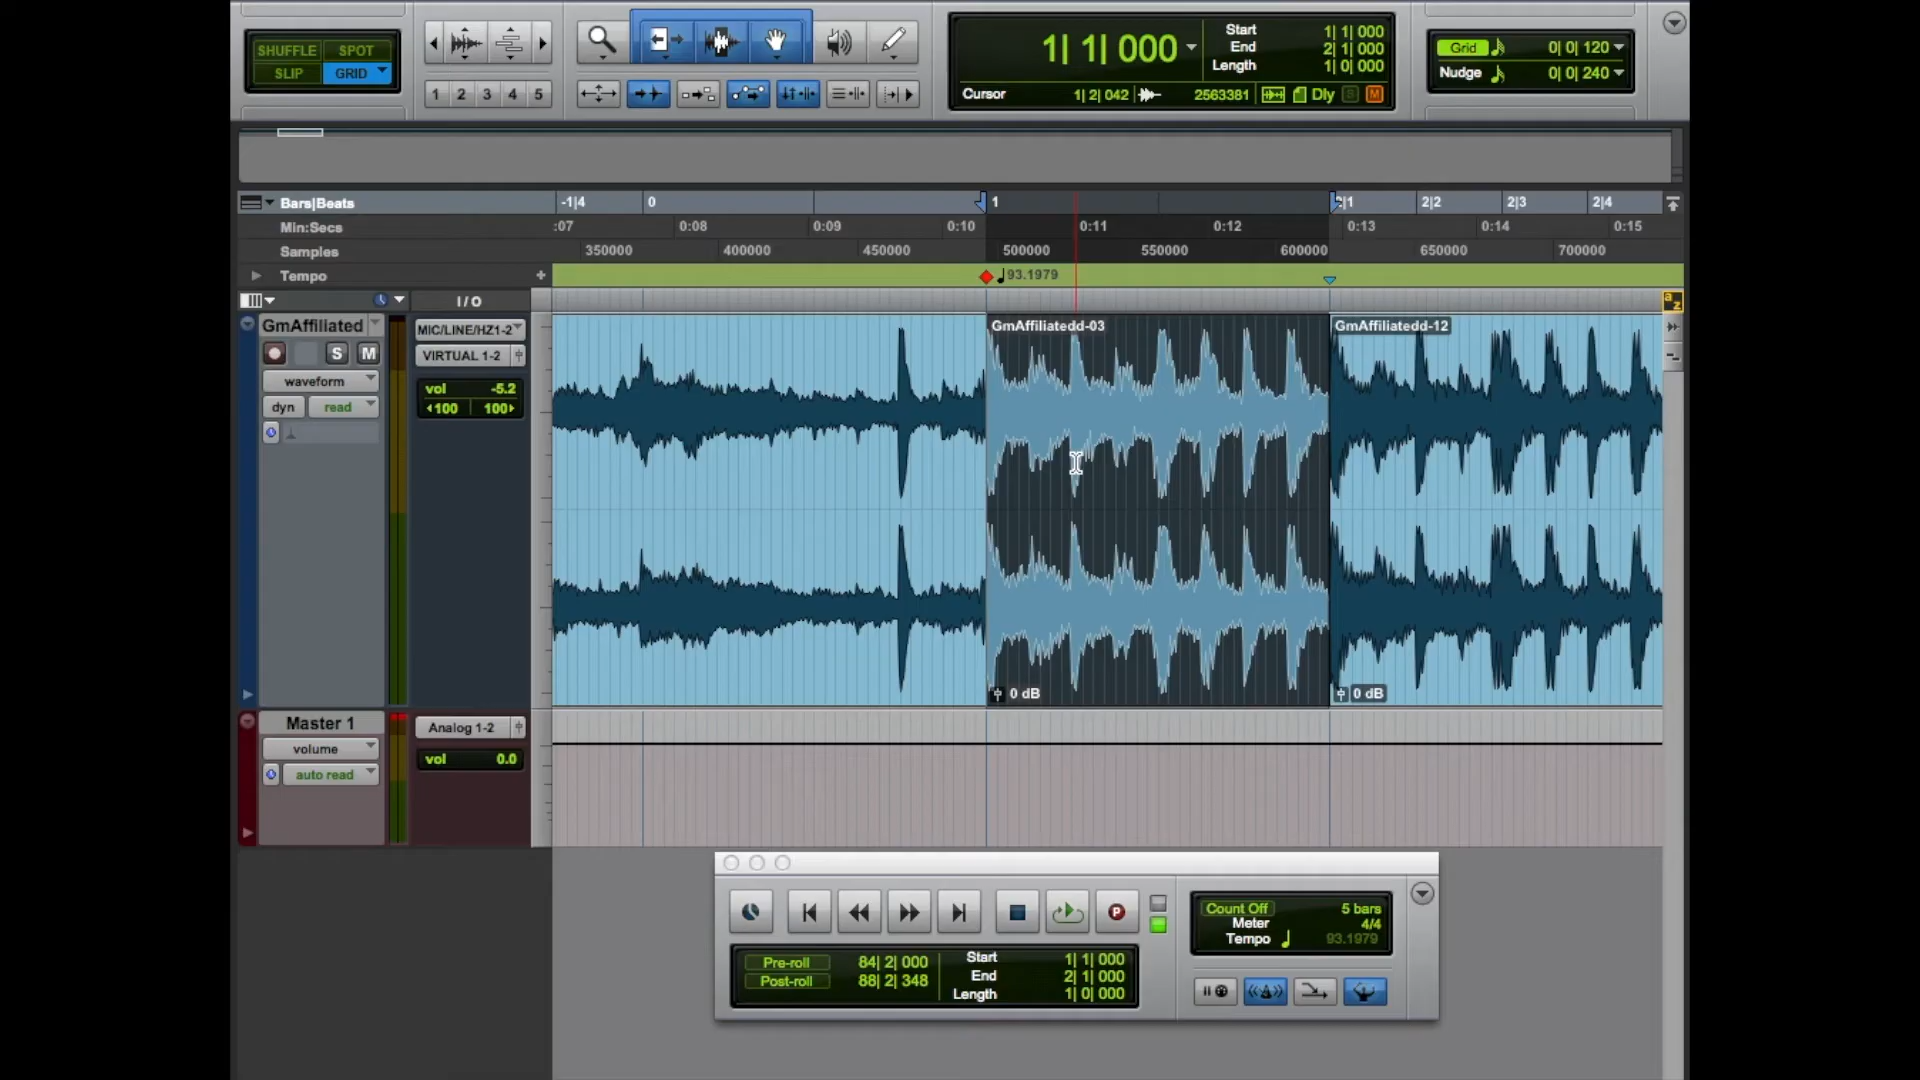 SHUFFLE SPOT
SLIP GRID
1 2 3 4 5
1| 1| 000
Start 1| 1| 000
End 2| 1| 000
Length 1| 0| 000
Cursor 1| 2| 042 2563381 Dly S M
Grid 0| 0| 120
Nudge 0| 0| 240
Bars|Beats -1|4 0 1 2|1 2|2 2|3 2|4
Min:Secs :07 0:08 0:09 0:10 0:11 0:12 0:13 0:14 0:15
Samples 350000 400000 450000 500000 550000 600000 650000 700000
Tempo + 93.1979
I / O
a z
GmAffiliated
S M
waveform
dyn read
MIC/LINE/HZ1-2
VIRTUAL 1-2
vol -5.2
100 100
GmAffiliatedd-03
GmAffiliatedd-12
0 dB
0 dB
Master 1
volume
auto read
Analog 1-2
vol 0.0
P
Count Off 5 bars
Meter 4/4
Tempo 93.1979
Pre-roll 84| 2| 000
Post-roll 88| 2| 348
Start 1| 1| 000
End 2| 1| 000
Length 1| 0| 000